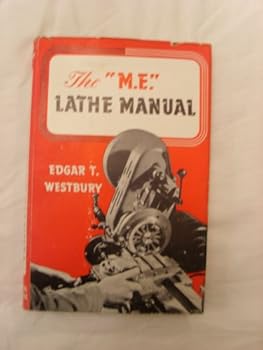 The "M.E."
LATHE MANUAL
EDGAR T.
WESTBURY